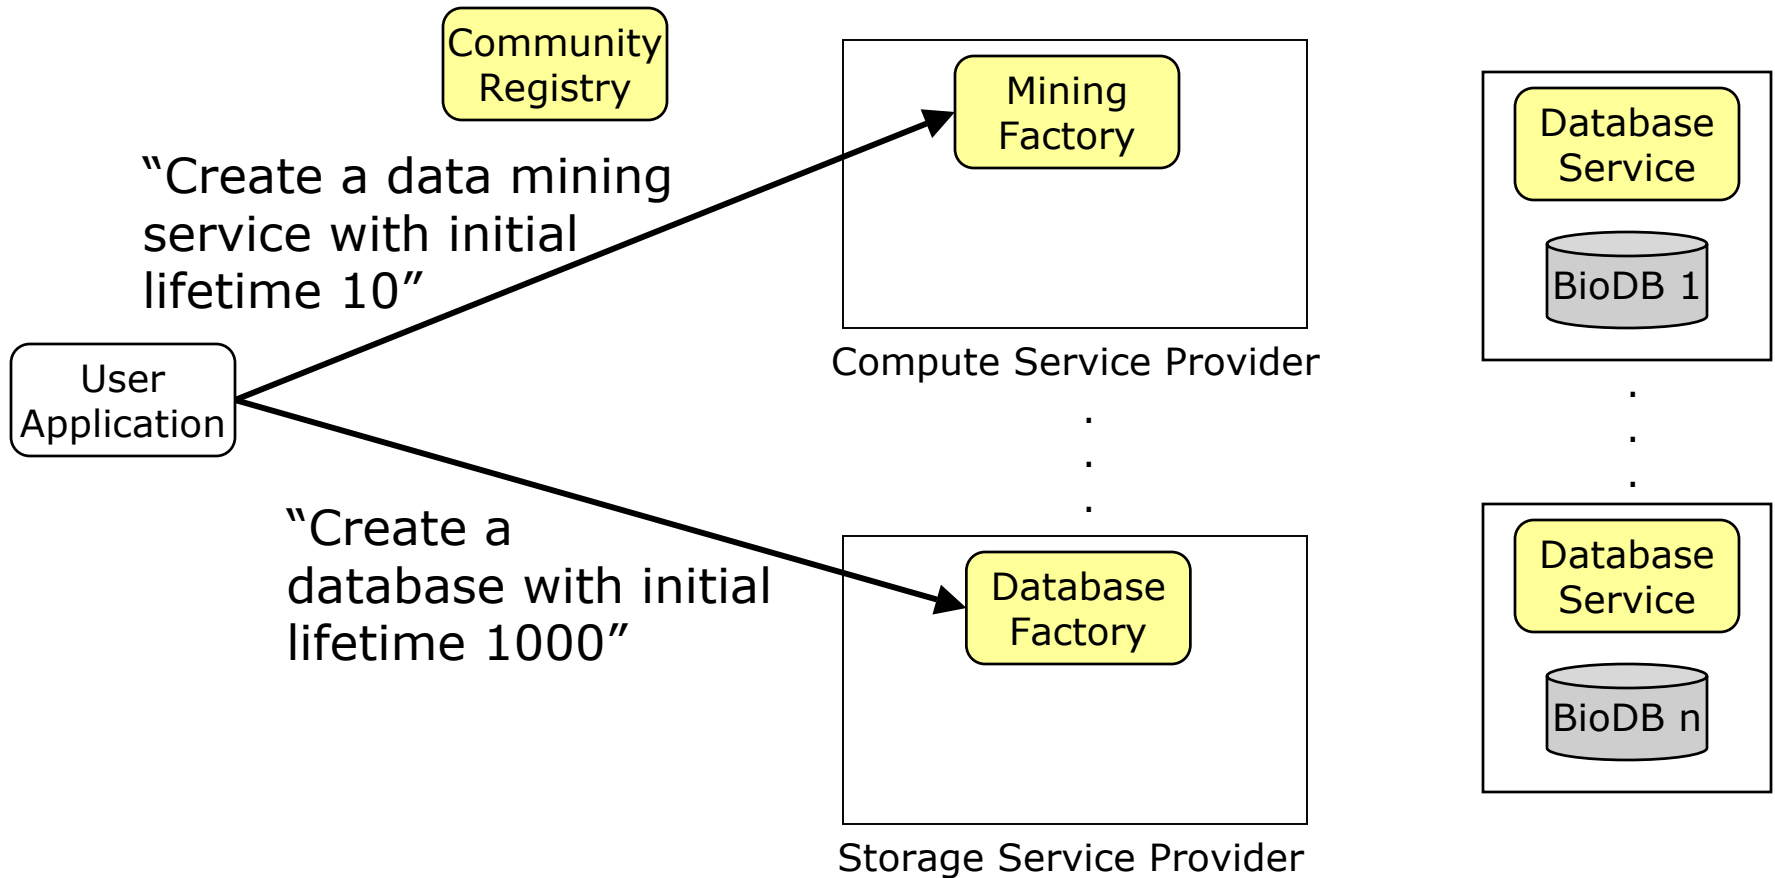 Community
Registry
Mining
Factory
Database
Service
“Create a data mining
service with initial
lifetime 10”
BioDB 1
User
Application
Compute Service Provider
.
.
.
.
.
.
“Create a
database with initial
lifetime 1000”
Database
Factory
Database
Service
BioDB n
Storage Service Provider